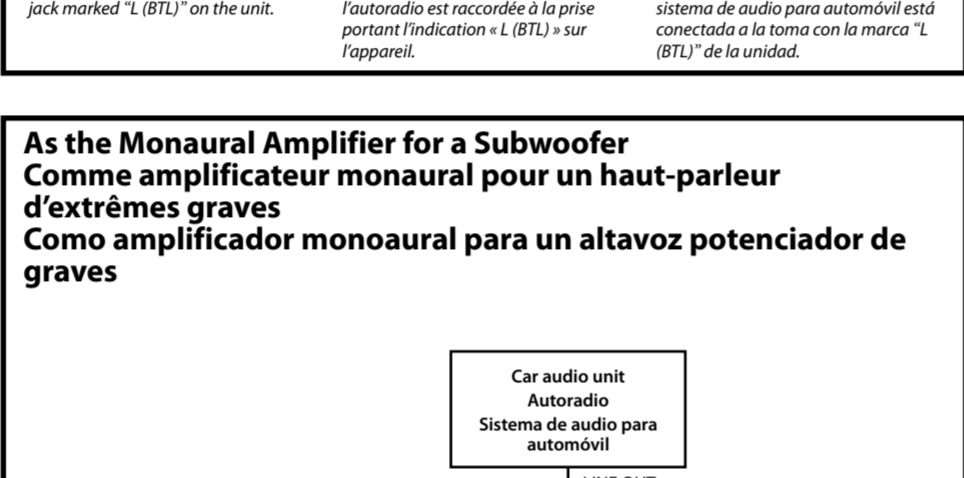 jack marked “L (BTL)” on the unit.
l’autoradio est raccordée à la prise
portant l’indication « L (BTL) » sur
l’appareil.
sistema de audio para automóvil está
conectada a la toma con la marca “L
(BTL)” de la unidad.
As the Monaural Amplifier for a Subwoofer
Comme amplificateur monaural pour un haut-parleur
d’extrêmes graves
Como amplificador monoaural para un altavoz potenciador de
graves
Car audio unit
Autoradio
Sistema de audio para
automóvil